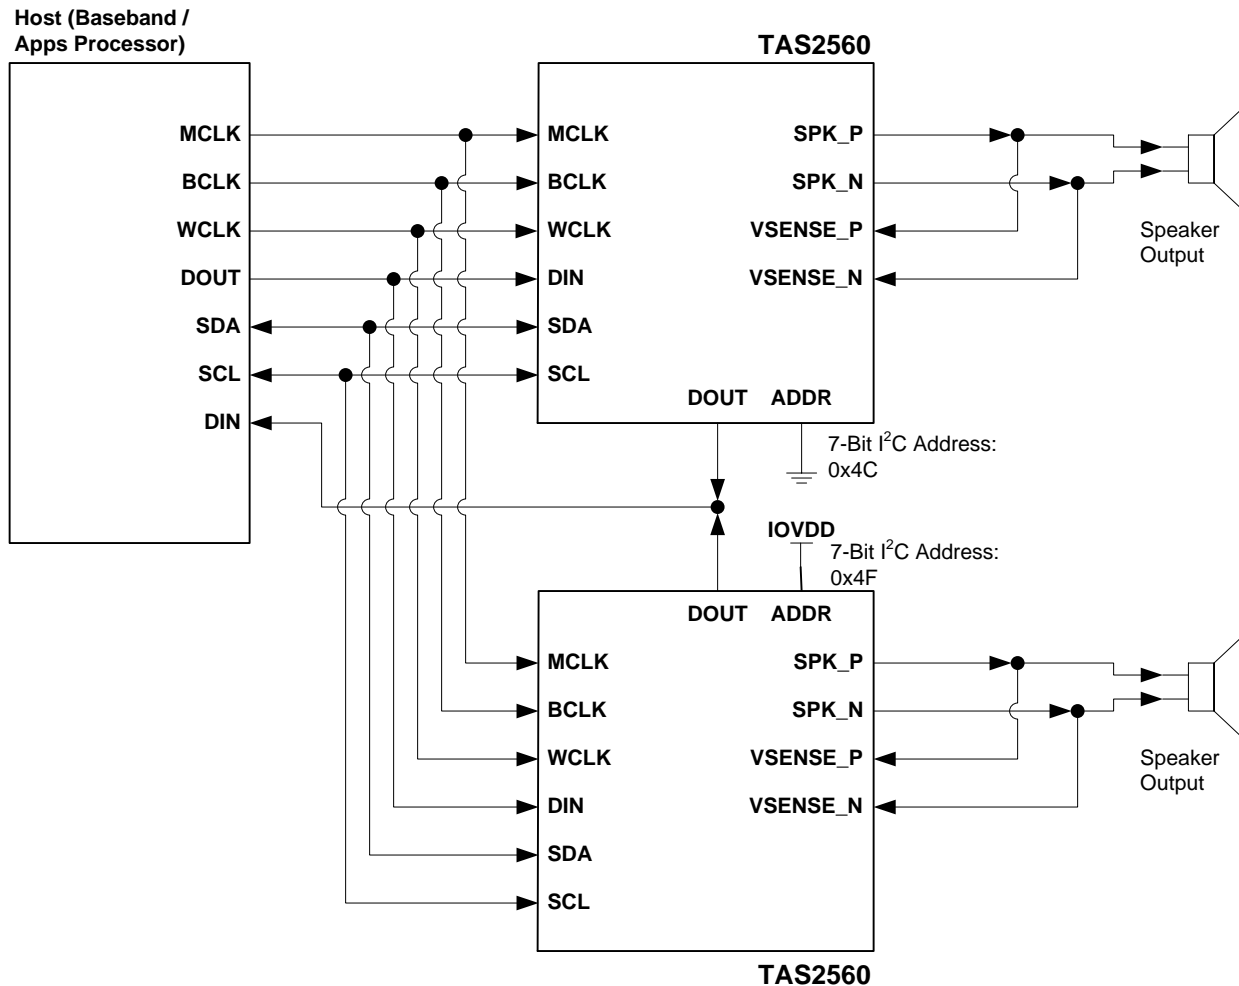 Host (Baseband /
Apps Processor)
MCLK
BCLK
WCLK
DOUT
SDA
SCL
DIN
TAS2560
MCLK
BCLK
WCLK
DIN
SDA
SCL
SPK_P
SPK_N
VSENSE_P
VSENSE_N
DOUT ADDR
Speaker
Output
7-Bit I²C Address:
0x4C
IOVDD
7-Bit I²C Address:
0x4F
DOUT ADDR
MCLK
BCLK
WCLK
DIN
SDA
SCL
SPK_P
SPK_N
VSENSE_P
VSENSE_N
Speaker
Output
TAS2560